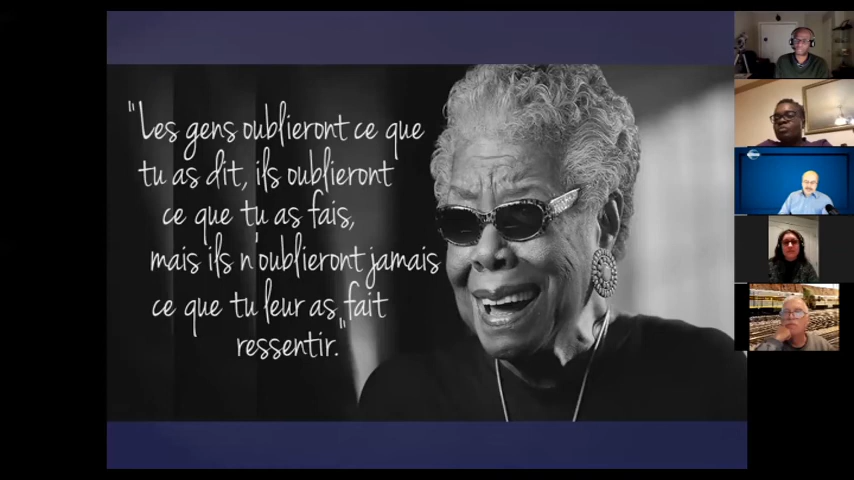 "Les gens oublieront ce que
tu as dit, ils oublieront
ce que tu as fais,
mais ils n'oublieront jamais
ce que tu leur as fait
ressentir."